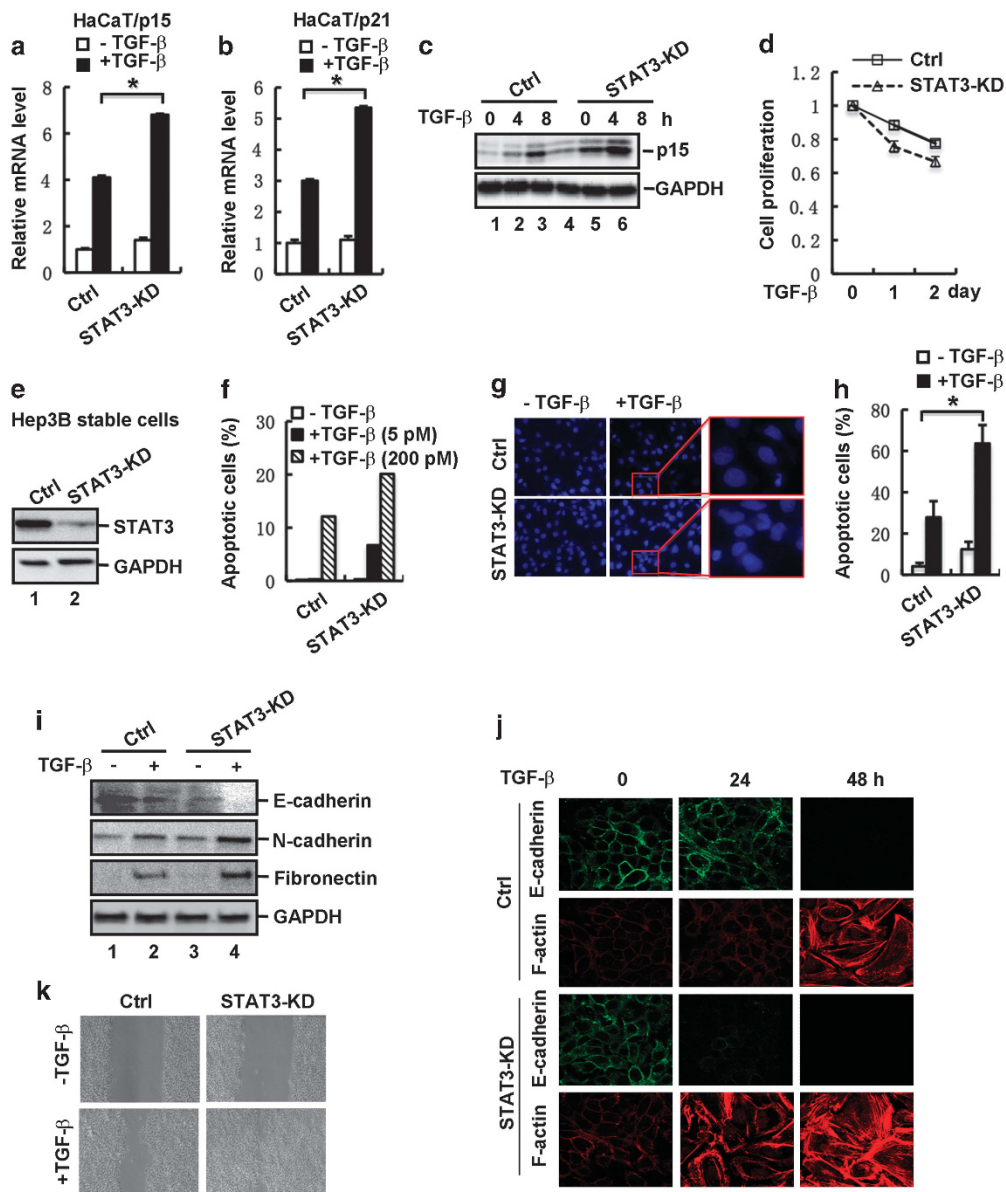 a
HaCaT/p15
- TGF-β
+TGF-β
*
Relative mRNA level
8
6
4
2
0
Ctrl
STAT3-KD
b
HaCaT/p21
- TGF-β
+TGF-β
*
Relative mRNA level
6
5
4
3
2
1
0
Ctrl
STAT3-KD
c
Ctrl STAT3-KD
TGF-β 0 4 8 0 4 8 h
p15
GAPDH
1 2 3 4 5 6
d
Ctrl
STAT3-KD
Cell proliferation
1.2
1
0.8
0.6
0.4
0.2
0
TGF-β 0 1 2 day
e
Hep3B stable cells
Ctrl STAT3-KD
STAT3
GAPDH
1 2
f
- TGF-β
+TGF-β (5 pM)
+TGF-β (200 pM)
Apoptotic cells (%)
30
20
10
0
Ctrl
STAT3-KD
g
- TGF-β +TGF-β
Ctrl
STAT3-KD
h
- TGF-β
+TGF-β
*
Apoptotic cells (%)
80
60
40
20
0
Ctrl
STAT3-KD
i
Ctrl STAT3-KD
TGF-β - + - +
E-cadherin
N-cadherin
Fibronectin
GAPDH
1 2 3 4
j
TGF-β 0 24 48 h
Ctrl
E-cadherin
F-actin
STAT3-KD
E-cadherin
F-actin
k
Ctrl STAT3-KD
-TGF-β
+TGF-β